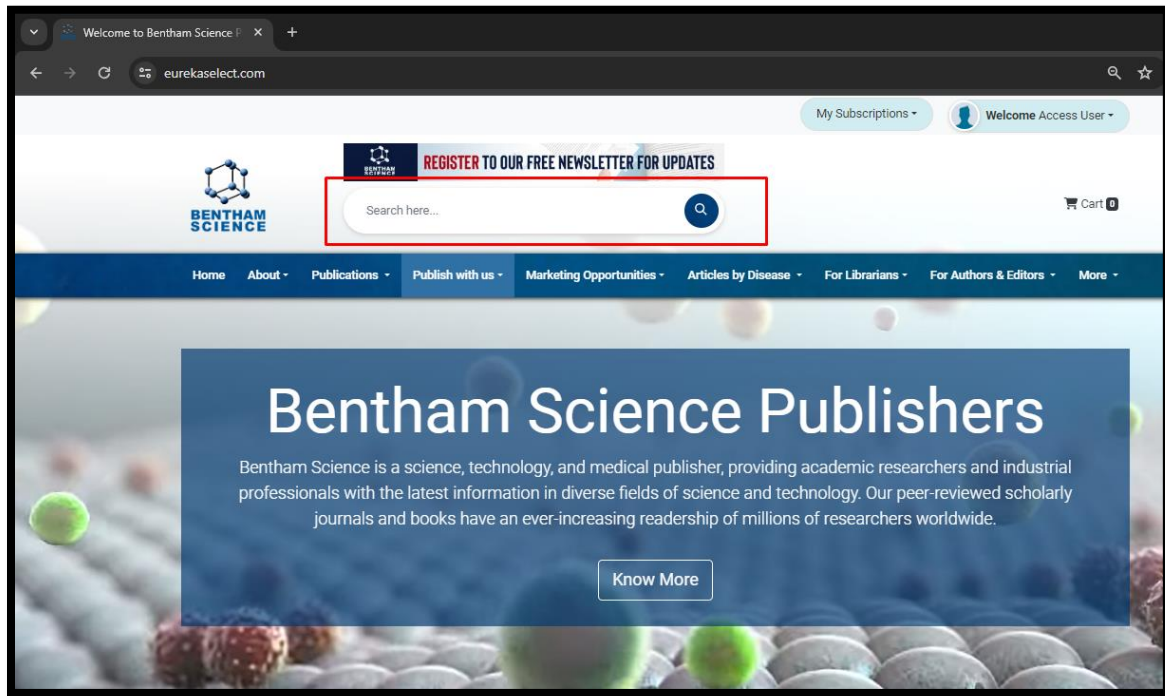 Welcome to Bentham Science P
eurekaselect.com
My Subscriptions
Welcome Access User
BENTHAM SCIENCE REGISTER TO OUR FREE NEWSLETTER FOR UPDATES
BENTHAM
SCIENCE
Search here...
Cart 0
Home About Publications Publish with us Marketing Opportunities Articles by Disease For Librarians For Authors & Editors More
Bentham Science Publishers
Bentham Science is a science, technology, and medical publisher, providing academic researchers and industrial
professionals with the latest information in diverse fields of science and technology. Our peer-reviewed scholarly
journals and books have an ever-increasing readership of millions of researchers worldwide.
Know More